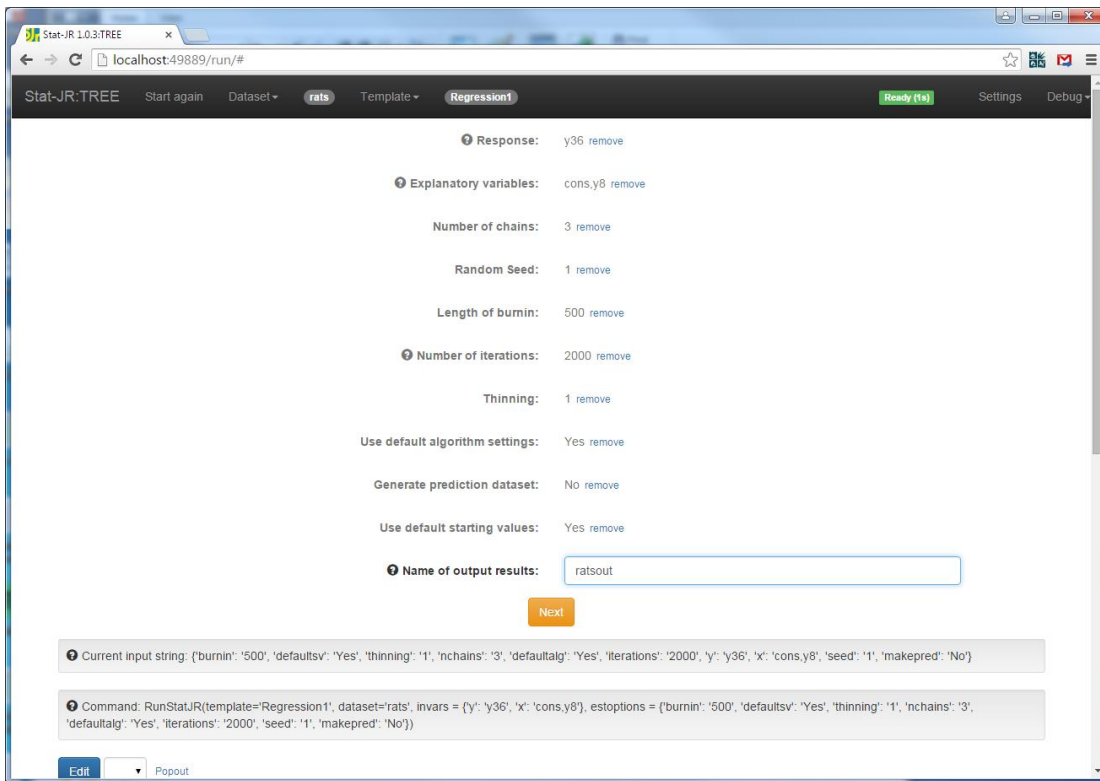 Stat-JR 1.0.3:TREE
localhost:49889/run/#
Stat-JR:TREE Start again Dataset rats Template Regression1 Ready (1s) Settings Debug
Response: y36 remove
Explanatory variables: cons,y8 remove
Number of chains: 3 remove
Random Seed: 1 remove
Length of burnin: 500 remove
Number of iterations: 2000 remove
Thinning: 1 remove
Use default algorithm settings: Yes remove
Generate prediction dataset: No remove
Use default starting values: Yes remove
Name of output results: ratsout
Next
Current input string: {'burnin': '500', 'defaultsv': 'Yes', 'thinning': '1', 'nchains': '3', 'defaultalg': 'Yes', 'iterations': '2000', 'y': 'y36', 'x': 'cons,y8', 'seed': '1', 'makepred': 'No'}
Command: RunStatJR(template='Regression1', dataset='rats', invars = {'y': 'y36', 'x': 'cons,y8'}, estoptions = {'burnin': '500', 'defaultsv': 'Yes', 'thinning': '1', 'nchains': '3',
'defaultalg': 'Yes', 'iterations': '2000', 'seed': '1', 'makepred': 'No'})
Edit Popout